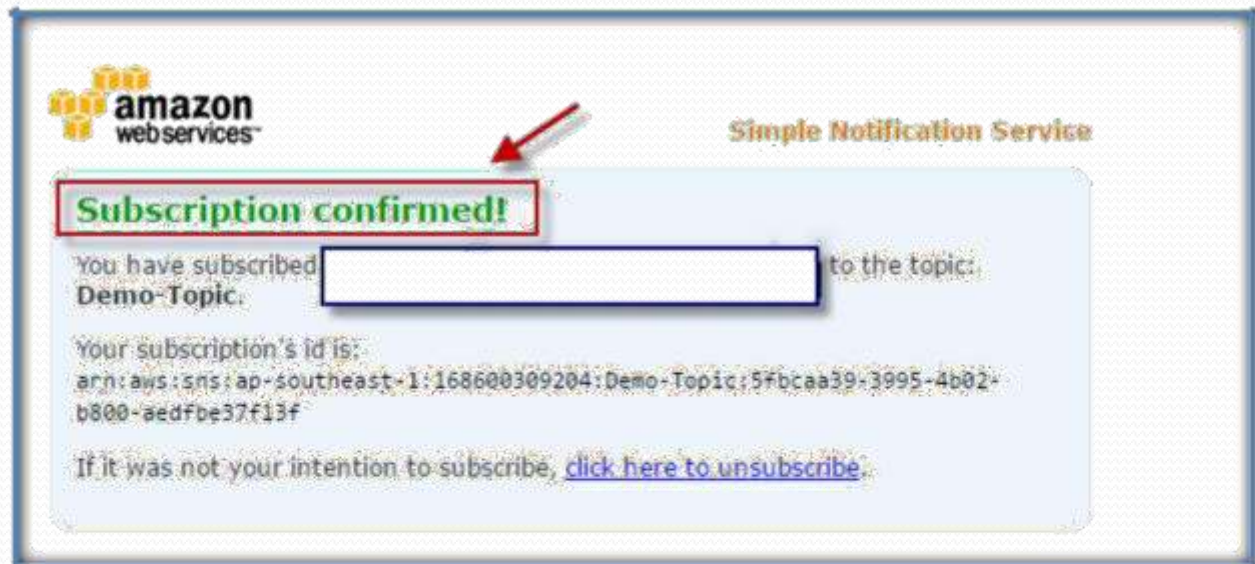 amazon
webservices™
Simple Notification Service
Subscription confirmed!
You have subscribed to the topic:
Demo-Topic.
Your subscription's id is:
arn:aws:sns:ap-southeast-1:168600309204:Demo-Topic:5fbcaa39-3995-4b02-
b800-aedfbe37f13f
If it was not your intention to subscribe, click here to unsubscribe.